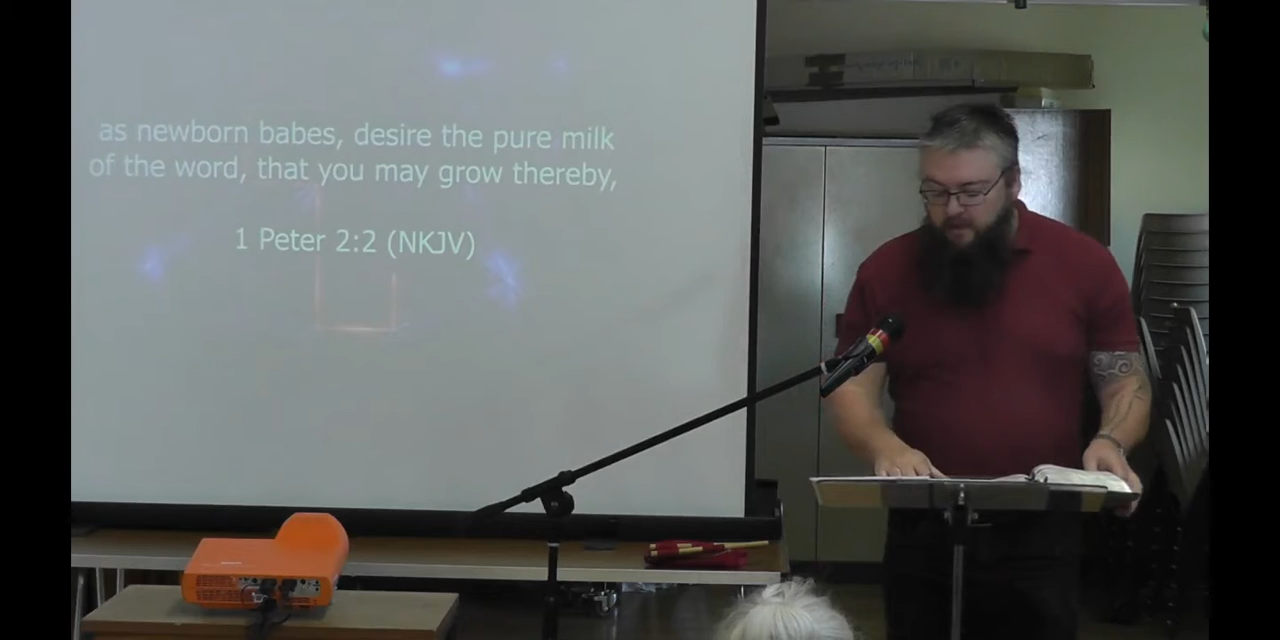 as newborn babes, desire the pure milk
of the word, that you may grow thereby,
1 Peter 2:2 (NKJV)